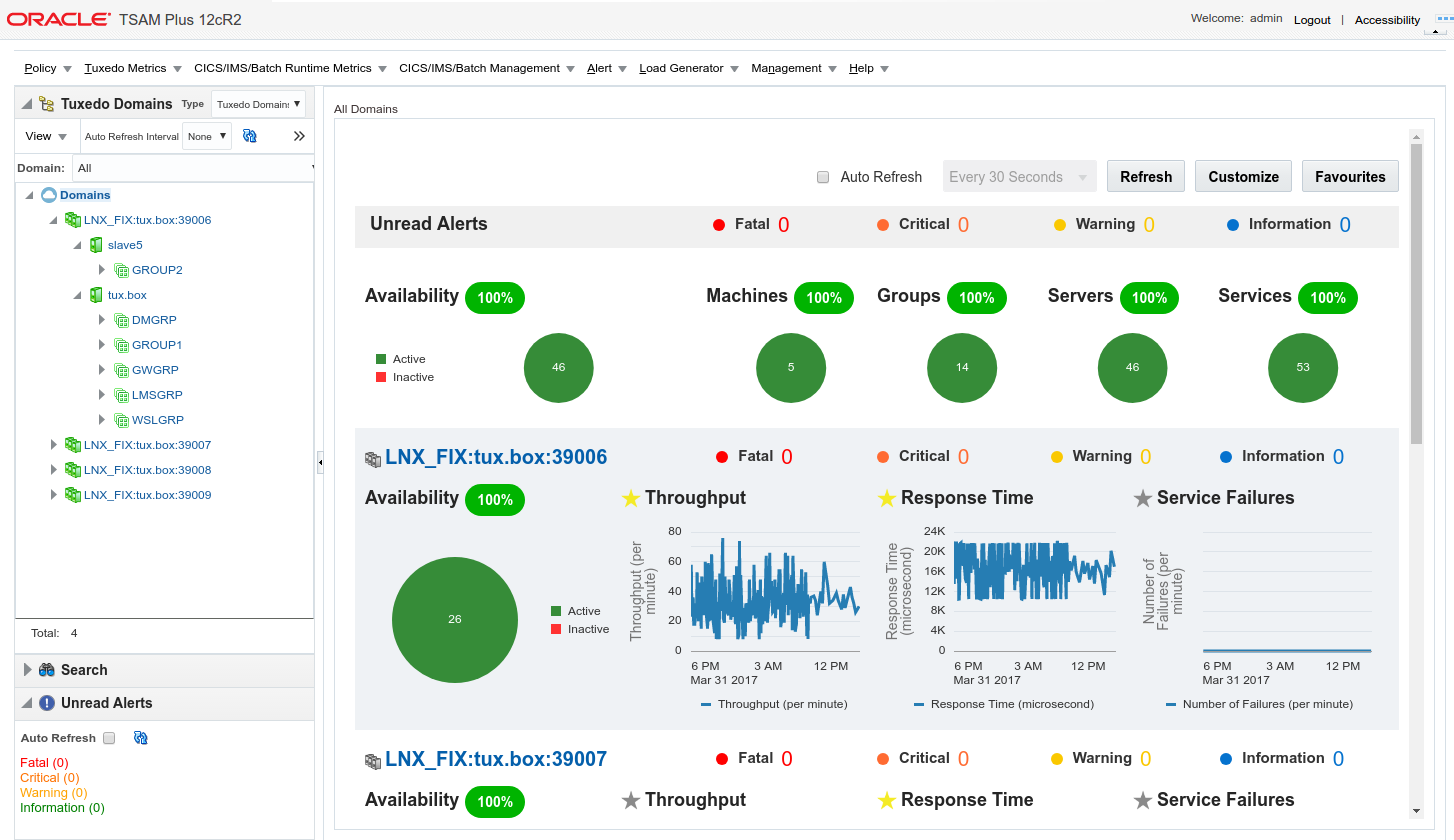 ORACLE® TSAM Plus 12cR2
Welcome: admin Logout | Accessibility
Policy Tuxedo Metrics CICS/IMS/Batch Runtime Metrics CICS/IMS/Batch Management Alert Load Generator Management Help
Tuxedo Domains Type Tuxedo Domain
View Auto Refresh Interval None
Domain: All
Domains
LNX_FIX:tux.box:39006
slave5
GROUP2
tux.box
DMGRP
GROUP1
GWGRP
LMSGRP
WSLGRP
LNX_FIX:tux.box:39007
LNX_FIX:tux.box:39008
LNX_FIX:tux.box:39009
Total: 4
Search
Unread Alerts
Auto Refresh
Fatal (0)
Critical (0)
Warning (0)
Information (0)
All Domains
Auto Refresh Every 30 Seconds Refresh Customize Favourites
Unread Alerts Fatal 0 Critical 0 Warning 0 Information 0
Availability 100% Machines 100% Groups 100% Servers 100% Services 100%
Active
Inactive
46 5 14 46 53
LNX_FIX:tux.box:39006 Fatal 0 Critical 0 Warning 0 Information 0
Availability 100% Throughput Response Time Service Failures
26
Active
Inactive
Throughput (per minute)
80
60
40
20
0
6 PM 3 AM 12 PM
Mar 31 2017
Throughput (per minute)
Response Time (microsecond)
24K
20K
16K
12K
8K
4K
0
6 PM 3 AM 12 PM
Mar 31 2017
Response Time (microsecond)
Number of Failures (per minute)
6 PM 3 AM 12 PM
Mar 31 2017
Number of Failures (per minute)
LNX_FIX:tux.box:39007 Fatal 0 Critical 0 Warning 0 Information 0
Availability 100% Throughput Response Time Service Failures